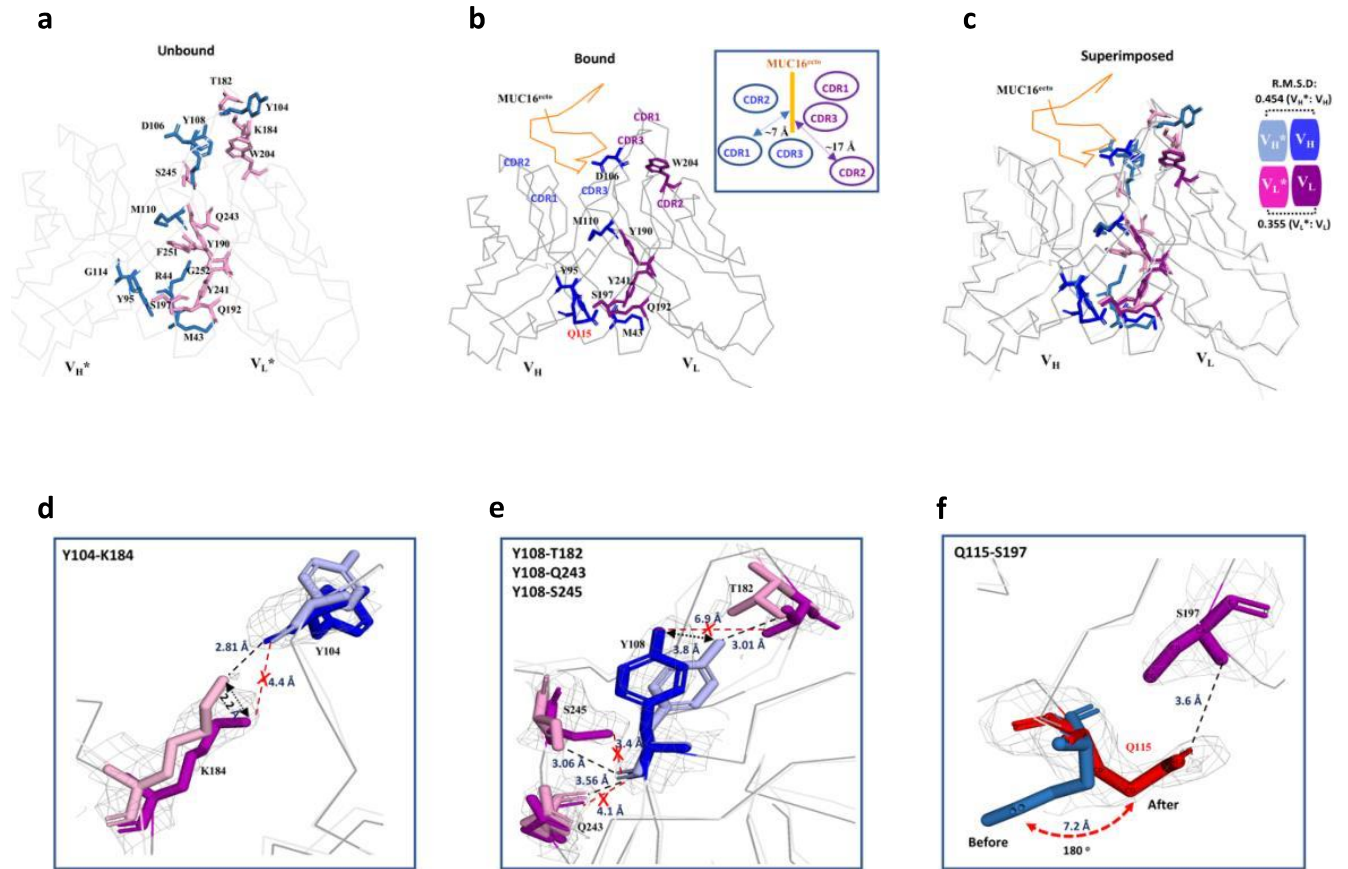 a
Unbound
T182
Y104
Y108
D106
K184
W204
S245
M110
Q243
Y190
F251
G114
R44
G252
Y95
S197
Y241
Q192
M43
VH*
VL*
b
Bound
MUC16ecto
CDR1
CDR3
W204
D106
CDR2
CDR3
CDR1
CDR2
M110
Y190
Y95
Y241
S197
Q192
Q115
M43
VH
VL
MUC16ecto
CDR1
CDR2
CDR3
~7 Å
~17 Å
CDR1
CDR3
CDR2
c
Superimposed
MUC16ecto
R.M.S.D:
0.454 (VH*: VH)
VH*
VH
VL*
VL
0.355 (VL*: VL)
VH
VL
d
Y104-K184
2.81 Å
Y104
4.4 Å
2.2 Å
K184
e
Y108-T182
Y108-Q243
Y108-S245
T182
6.9 Å
Y108
3.8 Å
3.01 Å
S245
3.4 Å
3.06 Å
3.56 Å
4.1 Å
Q243
f
Q115-S197
S197
3.6 Å
Q115
After
7.2 Å
Before
180 o